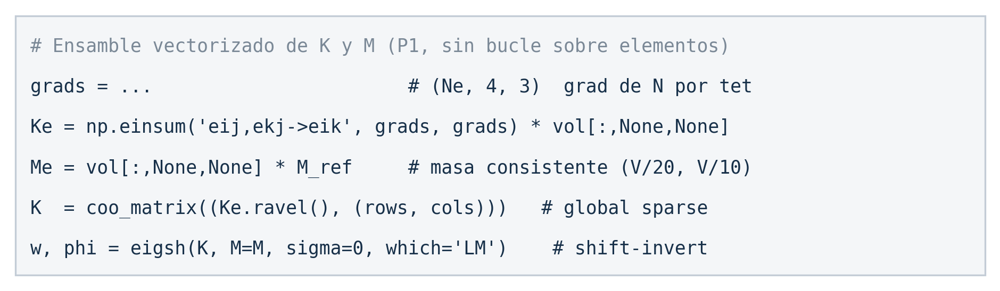 # Ensamble vectorizado de K y M (P1, sin bucle sobre elementos)
grads = ...                       # (Ne, 4, 3)  grad de N por tet
Ke = np.einsum('eij,ekj->eik', grads, grads) * vol[:,None,None]
Me = vol[:,None,None] * M_ref     # masa consistente (V/20, V/10)
K  = coo_matrix((Ke.ravel(), (rows, cols)))   # global sparse
w, phi = eigsh(K, M=M, sigma=0, which='LM')    # shift-invert